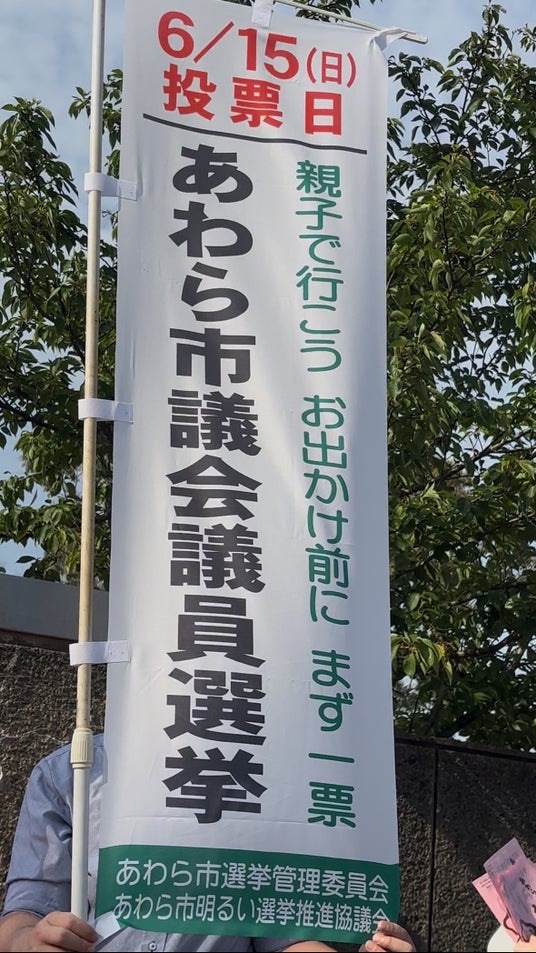 6/15(日)
投票日
親子で行こう お出かけ前に まず一票
あわら市議会議員選挙
あわら市選挙管理委員会
あわら市明るい選挙推進協議会